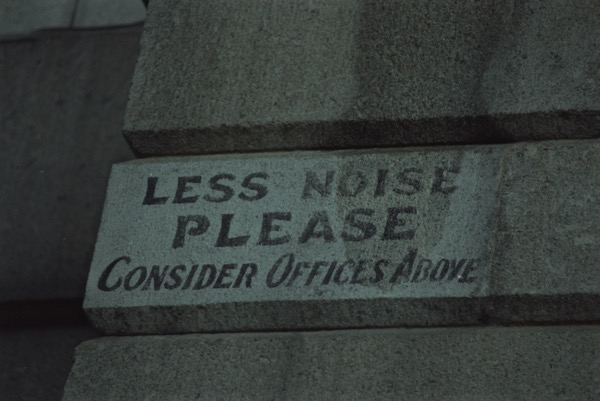 LESS NOISE
PLEASE
CONSIDER OFFICES ABOVE